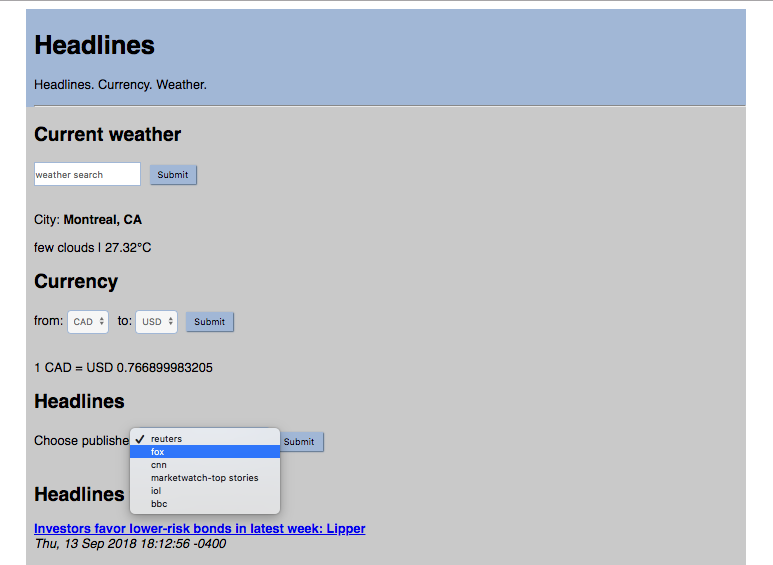 Headlines
Headlines. Currency. Weather.
Current weather
weather search Submit
City: Montreal, CA
few clouds | 27.32°C
Currency
from: CAD to: USD Submit
1 CAD = USD 0.766899983205
Headlines
Choose publishe ✓ reuters Submit
fox
cnn
marketwatch-top stories
iol
bbc
Headlines
Investors favor lower-risk bonds in latest week: Lipper
Thu, 13 Sep 2018 18:12:56 -0400